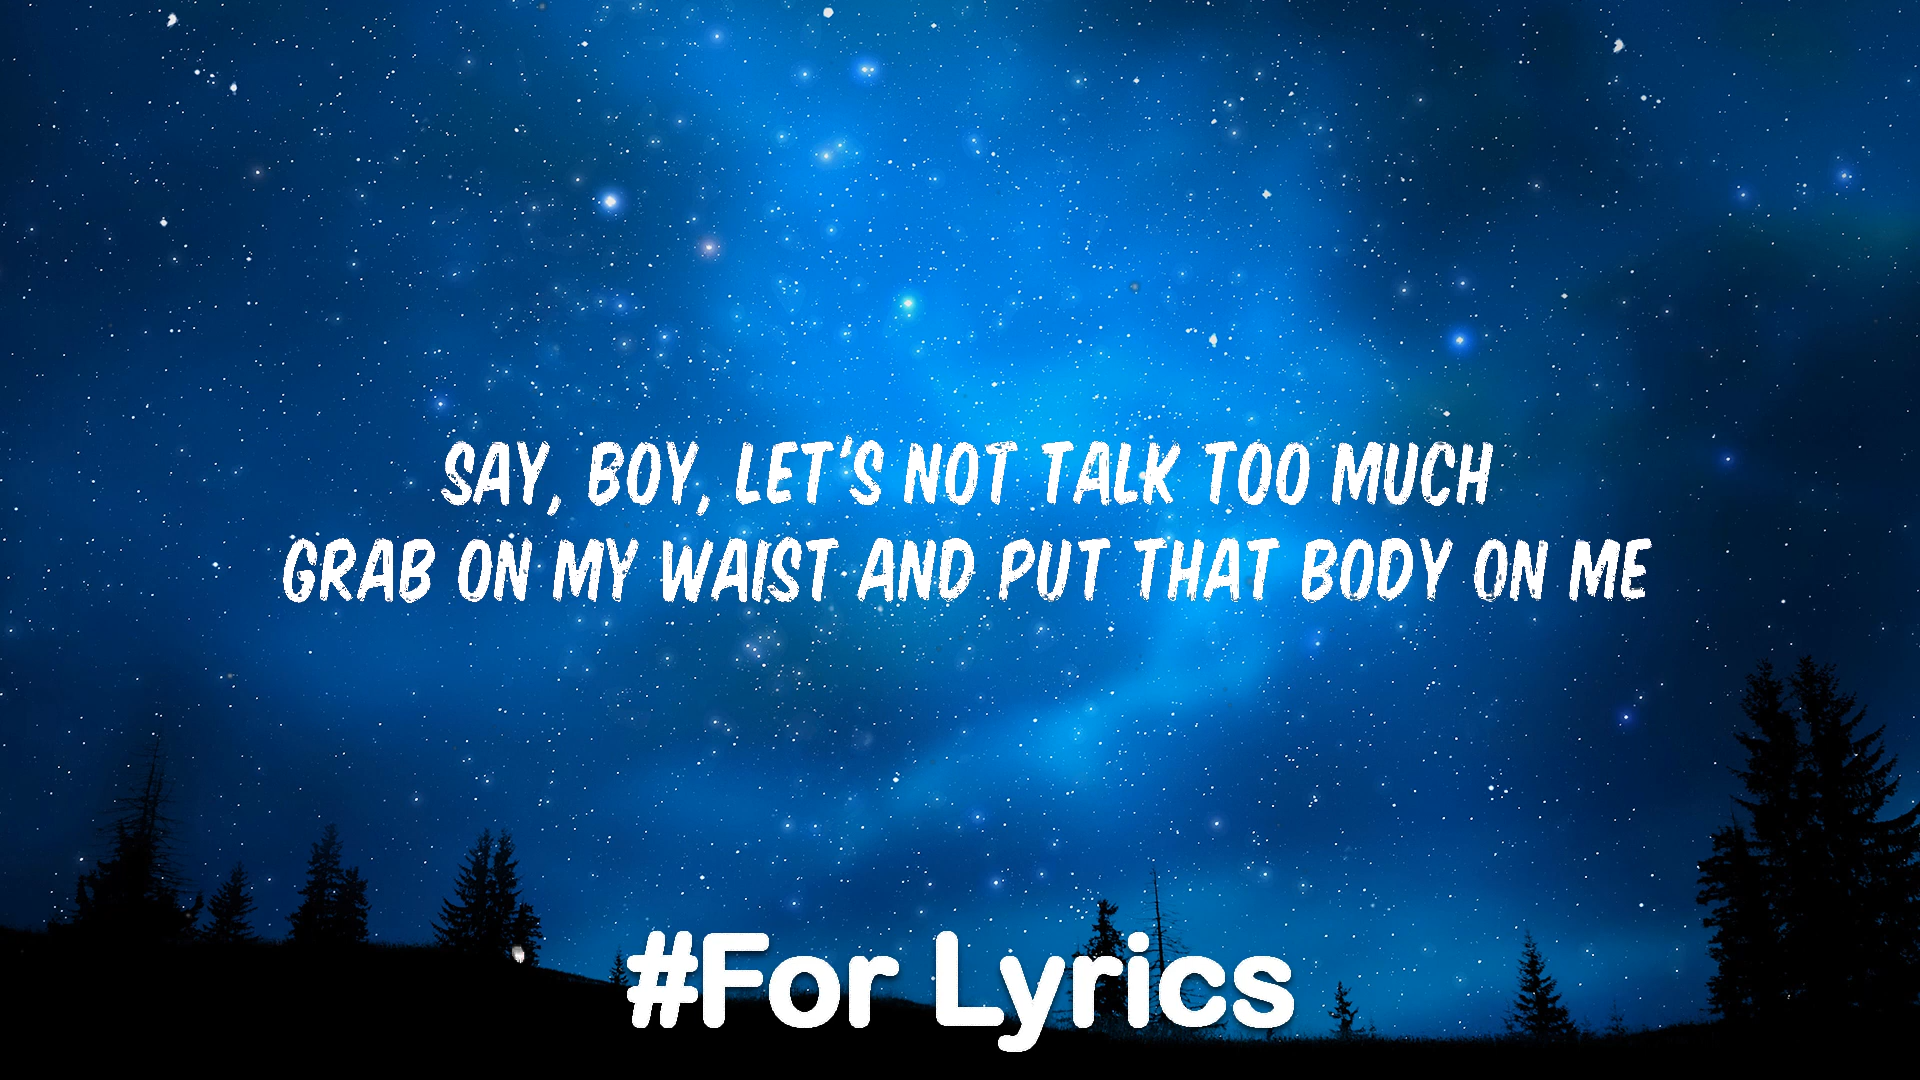 SAY, BOY, LET'S NOT TALK TOO MUCH
GRAB ON MY WAIST AND PUT THAT BODY ON ME
#For Lyrics